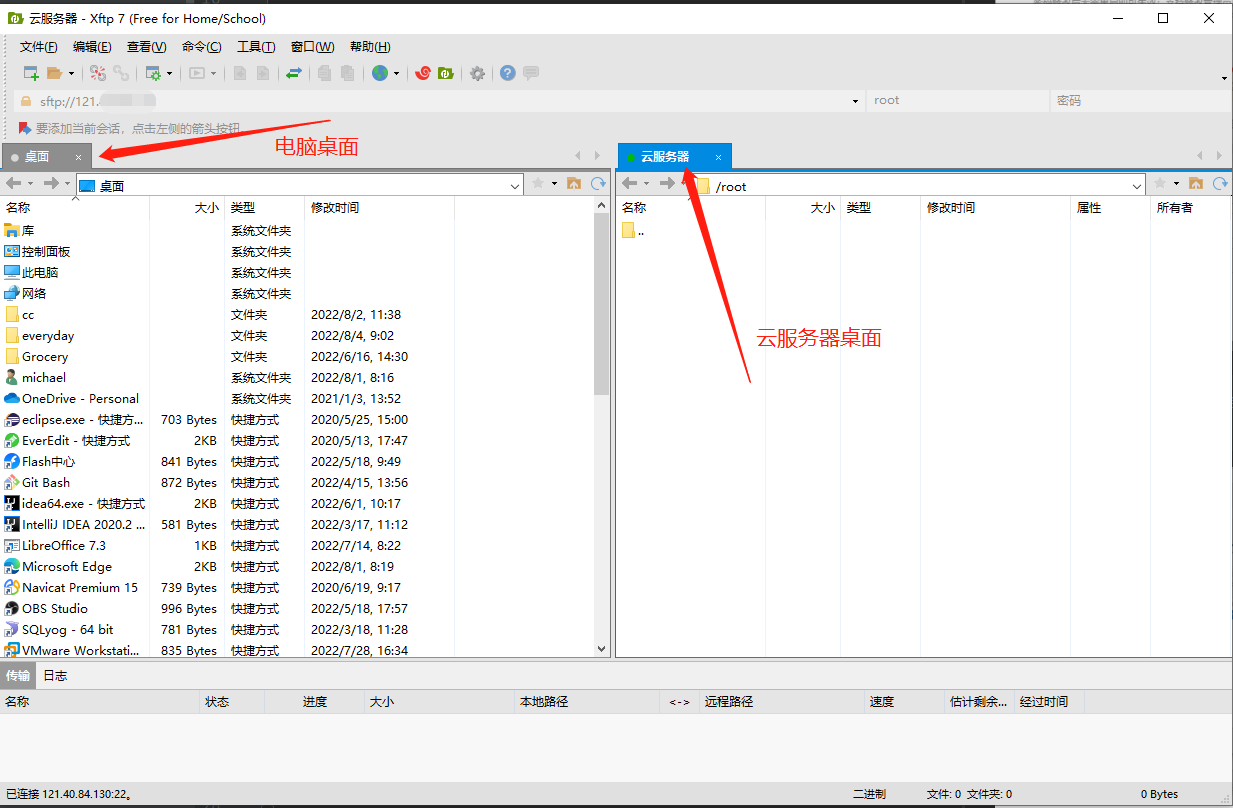 云服务器 - Xftp 7 (Free for Home/School)
文件(F) 编辑(E) 查看(V) 命令(C) 工具(T) 窗口(W) 帮助(H)
sftp://121. root 密码
要添加当前会话，点击左侧的箭头按钮
电脑桌面
桌面 云服务器
桌面 /root
名称 大小 类型 修改时间 名称 大小 类型 修改时间 属性 所有者
库 系统文件夹 ..
控制面板 系统文件夹
此电脑 系统文件夹
网络 系统文件夹
cc 文件夹 2022/8/2, 11:38
everyday 文件夹 2022/8/4, 9:02
云服务器桌面
Grocery 文件夹 2022/6/16, 14:30
michael 系统文件夹 2022/8/1, 8:16
OneDrive - Personal 系统文件夹 2021/1/3, 13:52
eclipse.exe - 快捷方... 703 Bytes 快捷方式 2020/5/25, 15:00
EverEdit - 快捷方式 2KB 快捷方式 2020/5/13, 17:47
Flash中心 841 Bytes 快捷方式 2022/5/18, 9:49
Git Bash 872 Bytes 快捷方式 2022/4/15, 13:56
idea64.exe - 快捷方式 2KB 快捷方式 2022/6/1, 10:17
IntelliJ IDEA 2020.2 ... 581 Bytes 快捷方式 2022/3/17, 11:12
LibreOffice 7.3 1KB 快捷方式 2022/7/14, 8:22
Microsoft Edge 2KB 快捷方式 2022/8/1, 8:19
Navicat Premium 15 739 Bytes 快捷方式 2020/6/19, 9:17
OBS Studio 996 Bytes 快捷方式 2022/5/18, 17:57
SQLyog - 64 bit 781 Bytes 快捷方式 2022/3/18, 11:28
VMware Workstati... 835 Bytes 快捷方式 2022/7/28, 16:34
传输 日志
名称 状态 进度 大小 本地路径 <-> 远程路径 速度 估计剩余... 经过时间
已连接 121.40.84.130:22。 二进制 文件: 0 文件夹: 0 0 Bytes